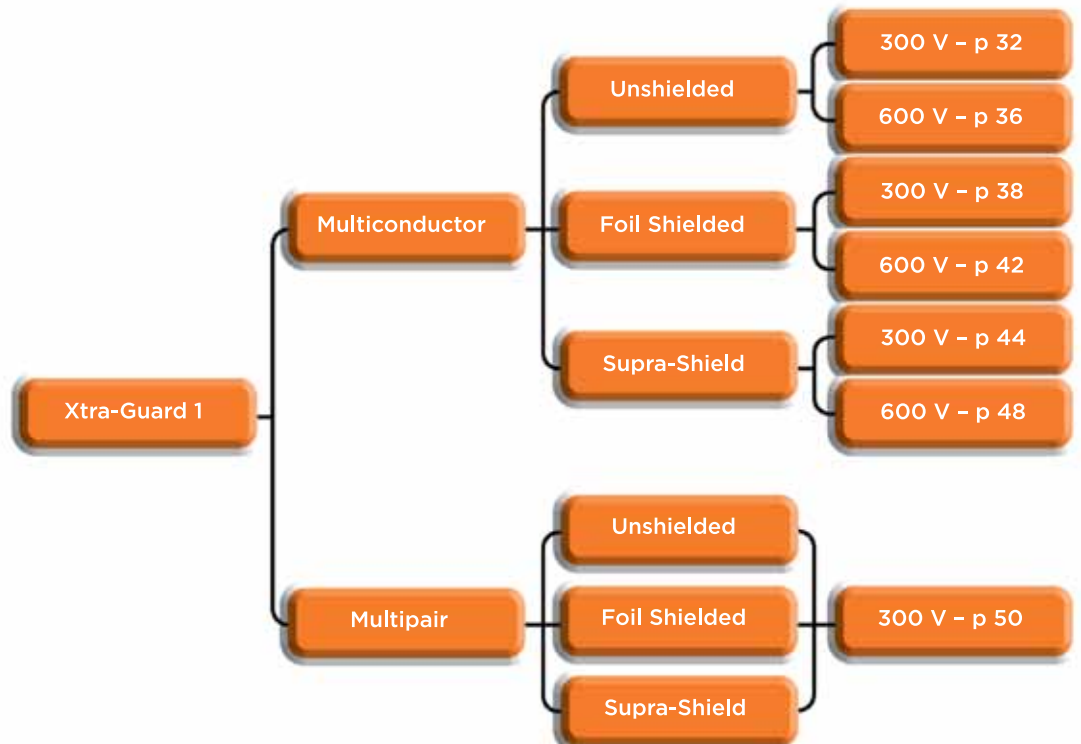 Xtra-Guard 1
Multiconductor
Unshielded
300 V – p 32
600 V – p 36
Foil Shielded
300 V – p 38
600 V – p 42
Supra-Shield
300 V – p 44
600 V – p 48
Multipair
Unshielded
Foil Shielded
Supra-Shield
300 V – p 50